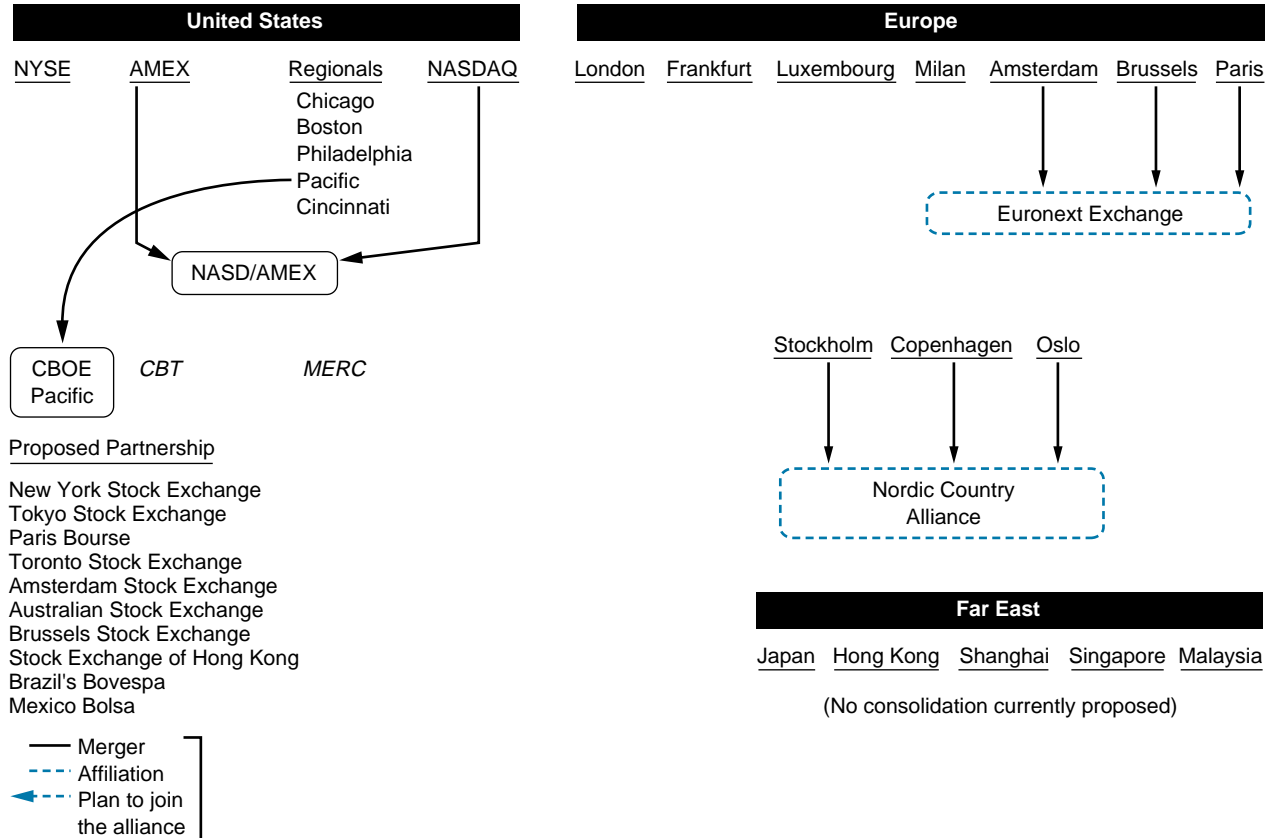 United States
NYSE AMEX Regionals NASDAQ
Chicago
Boston
Philadelphia
Pacific
Cincinnati
NASD/AMEX
CBOE
Pacific
CBT MERC
Proposed Partnership
New York Stock Exchange
Tokyo Stock Exchange
Paris Bourse
Toronto Stock Exchange
Amsterdam Stock Exchange
Australian Stock Exchange
Brussels Stock Exchange
Stock Exchange of Hong Kong
Brazil's Bovespa
Mexico Bolsa
Merger
Affiliation
Plan to join
the alliance
Europe
London Frankfurt Luxembourg Milan Amsterdam Brussels Paris
Euronext Exchange
Stockholm Copenhagen Oslo
Nordic Country
Alliance
Far East
Japan Hong Kong Shanghai Singapore Malaysia
(No consolidation currently proposed)